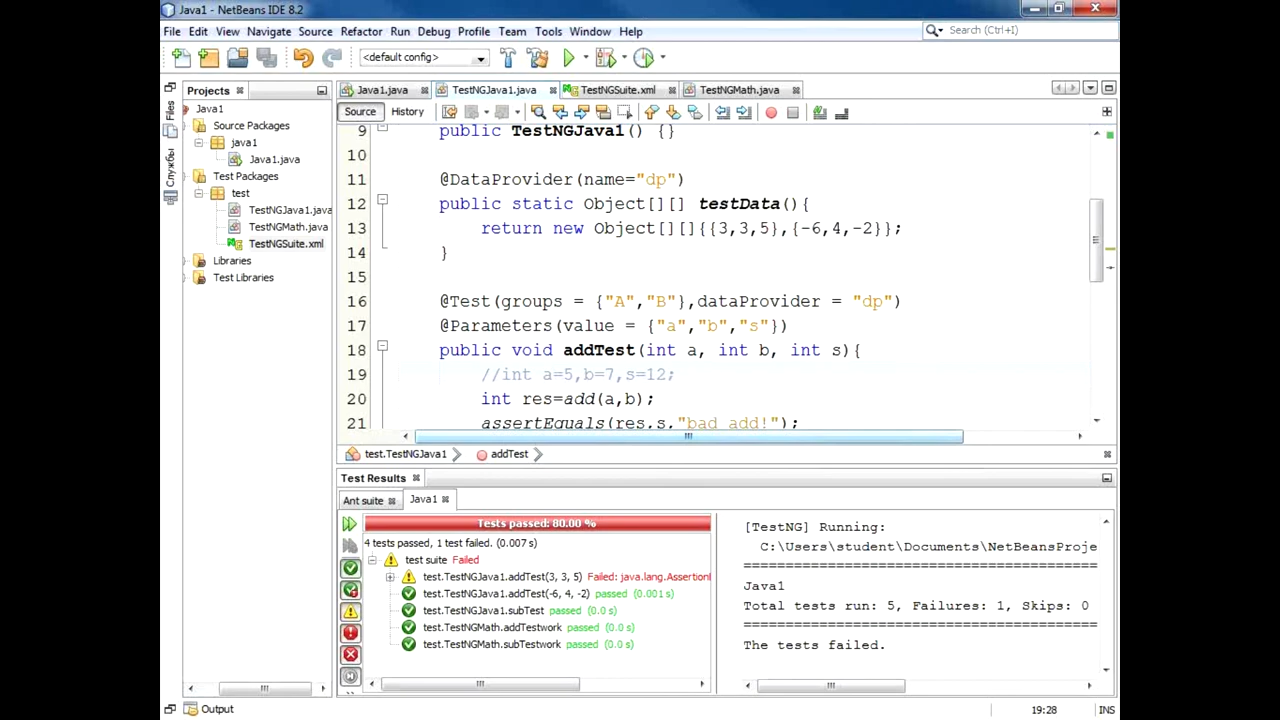 Java1 - NetBeans IDE 8.2
File Edit View Navigate Source Refactor Run Debug Profile Team Tools Window Help
Search (Ctrl+I)
<default config>
Projects
Java1
Source Packages
java1
Java1.java
Test Packages
test
TestNGJava1.java
TestNGMath.java
TestNGSuite.xml
Libraries
Test Libraries
Files
Службы
Java1.java TestNGJava1.java TestNGSuite.xml TestNGMath.java
Source History
9 public TestNGJava1() {}
10
11 @DataProvider(name="dp")
12 public static Object[][] testData(){
13 return new Object[][]{{3,3,5},{-6,4,-2}};
14 }
15
16 @Test(groups = {"A","B"},dataProvider = "dp")
17 @Parameters(value = {"a","b","s"})
18 public void addTest(int a, int b, int s){
19 //int a=5,b=7,s=12;
20 int res=add(a,b);
21 assertEquals(res,s,"bad add!");
test.TestNGJava1 addTest
Test Results
Ant suite Java1
Tests passed: 80.00 %
4 tests passed, 1 test failed. (0.007 s)
test suite Failed
test.TestNGJava1.addTest(3, 3, 5) Failed: java.lang.Assertion
test.TestNGJava1.addTest(-6, 4, -2) passed (0.001 s)
test.TestNGJava1.subTest passed (0.0 s)
test.TestNGMath.addTestwork passed (0.0 s)
test.TestNGMath.subTestwork passed (0.0 s)
[TestNG] Running:
C:\Users\student\Documents\NetBeansProje
===========================================
Java1
Total tests run: 5, Failures: 1, Skips: 0
===========================================
The tests failed.
Output
19:28 INS